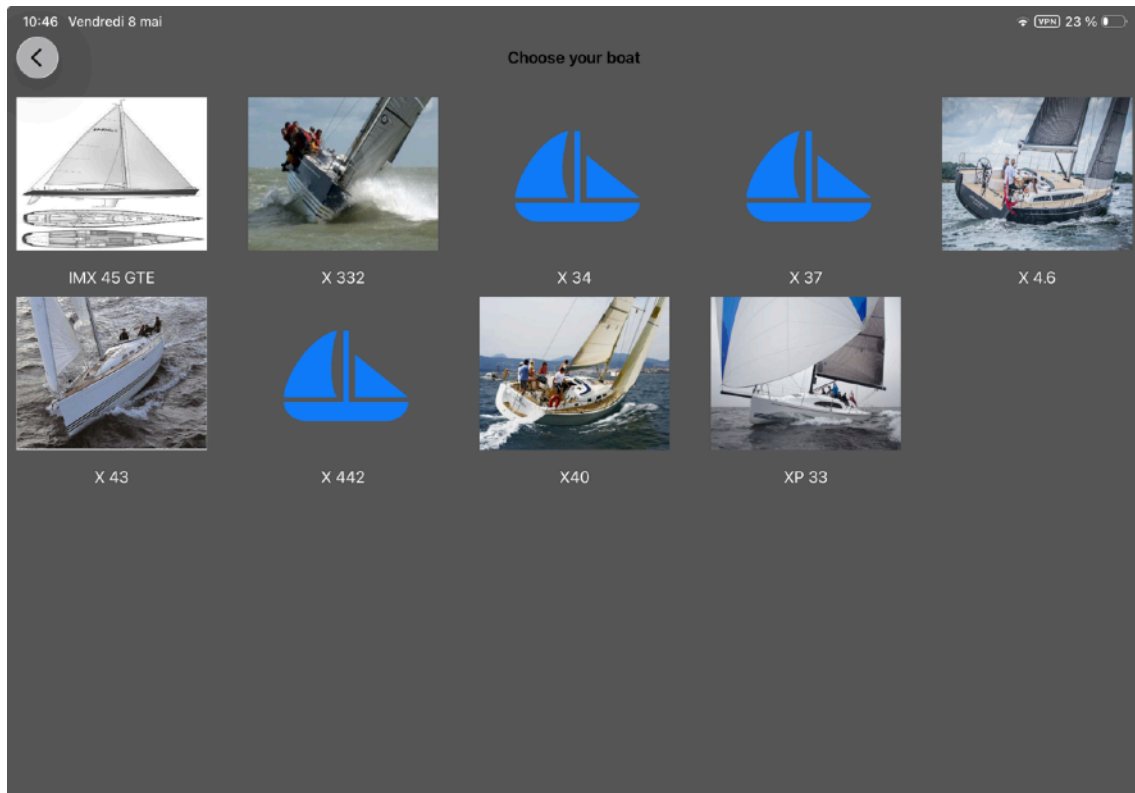 10:46 Vendredi 8 mai
VPN 23 %
Choose your boat
IMX 45 GTE
X 332
X 34
X 37
X 4.6
X 43
X 442
X40
XP 33